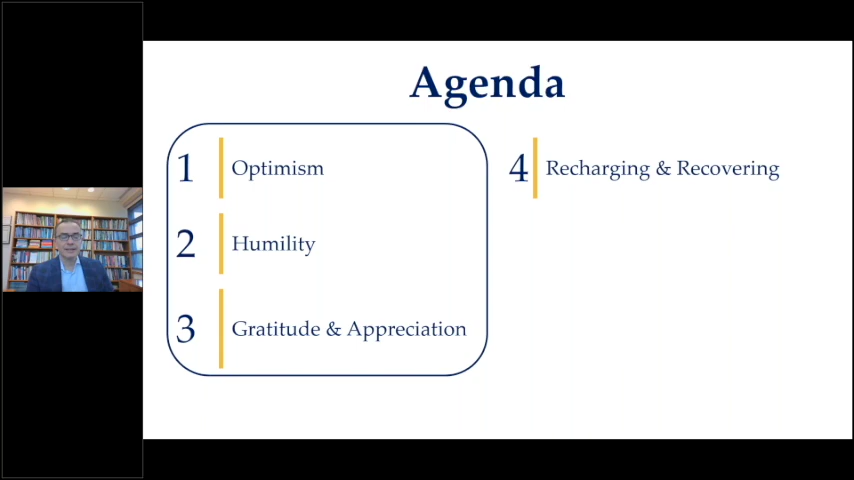 Agenda
1 Optimism
2 Humility
3 Gratitude & Appreciation
4 Recharging & Recovering